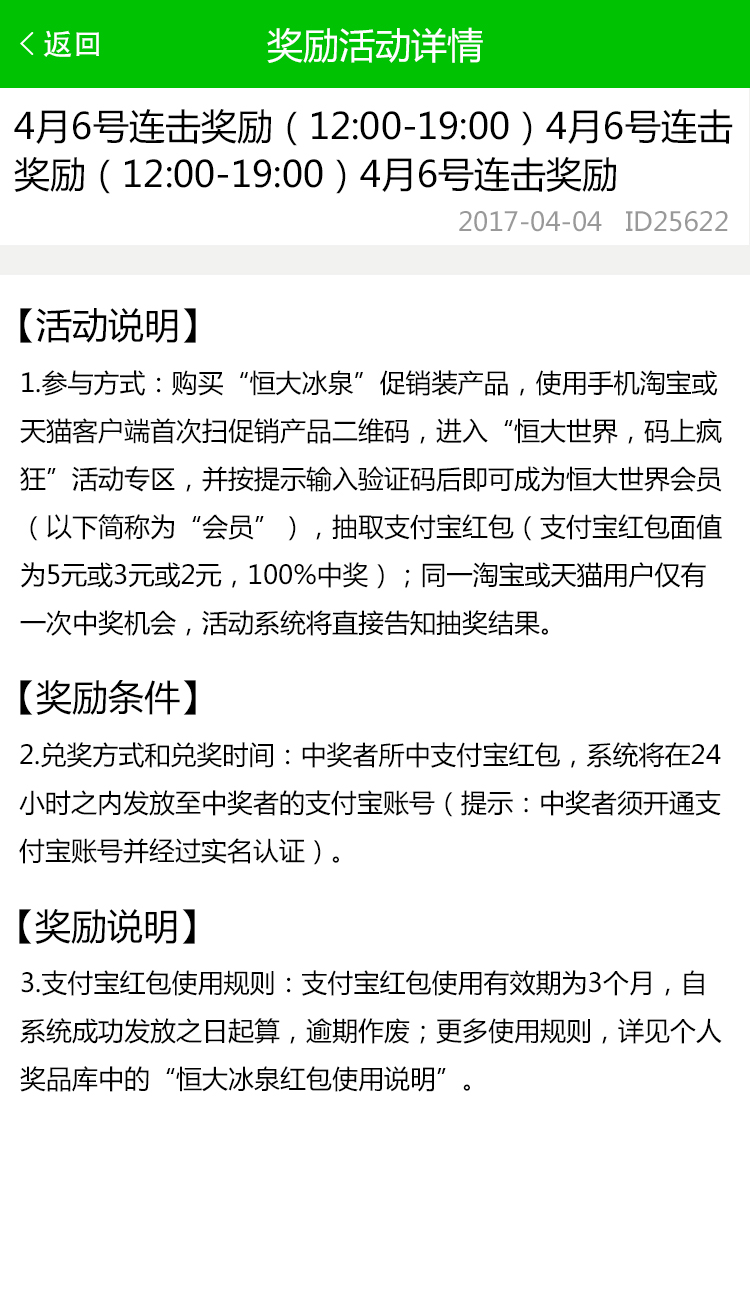 返回
奖励活动详情
4月6号连击奖励（12:00-19:00）4月6号连击
奖励（12:00-19:00）4月6号连击奖励
2017-04-04 ID25622
【活动说明】
1.参与方式：购买“恒大冰泉”促销装产品，使用手机淘宝或
天猫客户端首次扫促销产品二维码，进入“恒大世界，码上疯
狂”活动专区，并按提示输入验证码后即可成为恒大世界会员
（以下简称为“会员”），抽取支付宝红包（支付宝红包面值
为5元或3元或2元，100%中奖）；同一淘宝或天猫用户仅有
一次中奖机会，活动系统将直接告知抽奖结果。
【奖励条件】
2.兑奖方式和兑奖时间：中奖者所中支付宝红包，系统将在24
小时之内发放至中奖者的支付宝账号（提示：中奖者须开通支
付宝账号并经过实名认证）。
【奖励说明】
3.支付宝红包使用规则：支付宝红包使用有效期为3个月，自
系统成功发放之日起算，逾期作废；更多使用规则，详见个人
奖品库中的“恒大冰泉红包使用说明”。